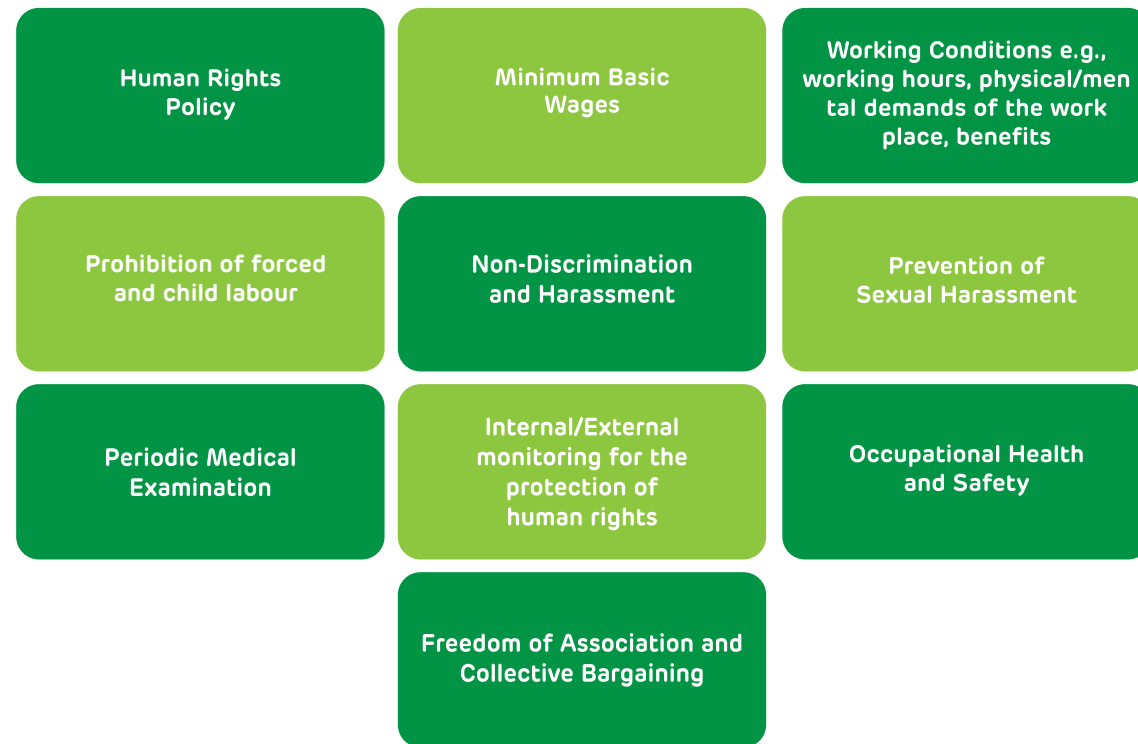 Human Rights
Policy
Minimum Basic
Wages
Working Conditions e.g.,
working hours, physical/men
tal demands of the work
place, benefits
Prohibition of forced
and child labour
Non-Discrimination
and Harassment
Prevention of
Sexual Harassment
Periodic Medical
Examination
Internal/External
monitoring for the
protection of
human rights
Occupational Health
and Safety
Freedom of Association and
Collective Bargaining